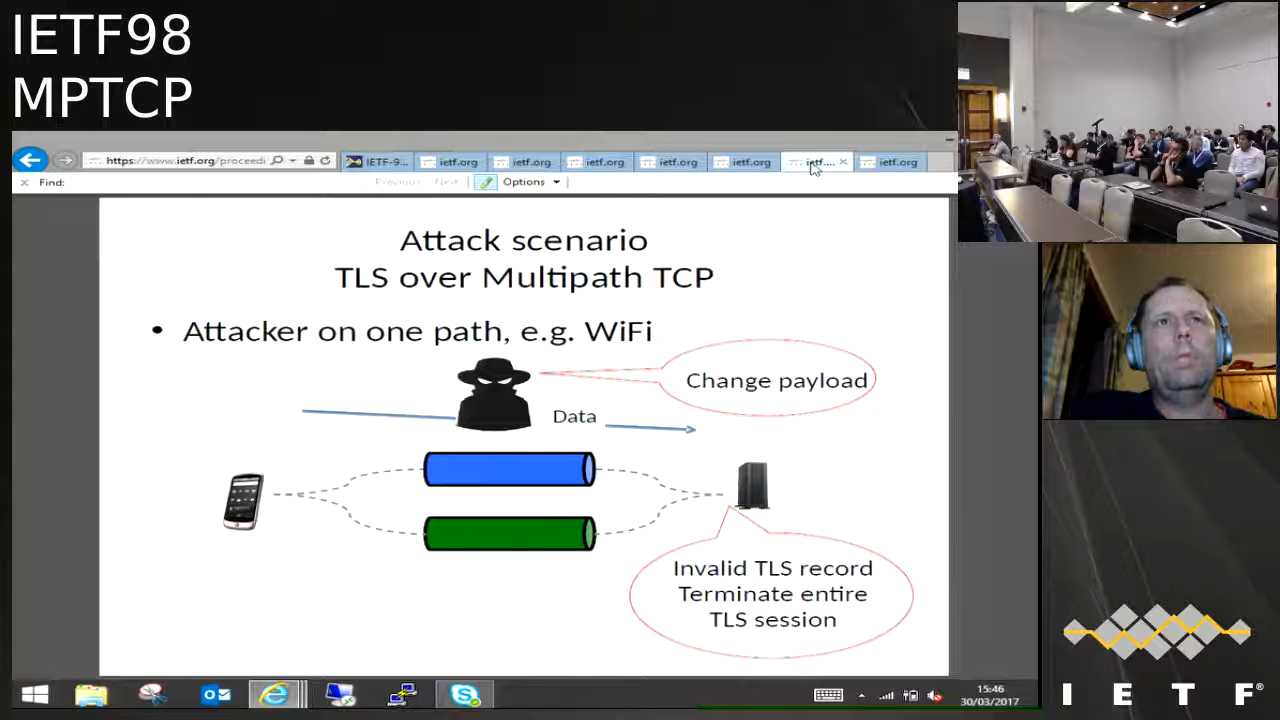 IETF98
MPTCP
https://www.ietf.org/proceedi
IETF-9...
ietf.org
ietf.org
ietf.org
ietf.org
ietf.org
ietf....
ietf.org
Find:
Previous Next
Options
Attack scenario
TLS over Multipath TCP
• Attacker on one path, e.g. WiFi
Change payload
Data
Invalid TLS record
Terminate entire
TLS session
15:46
30/03/2017
I E T F®